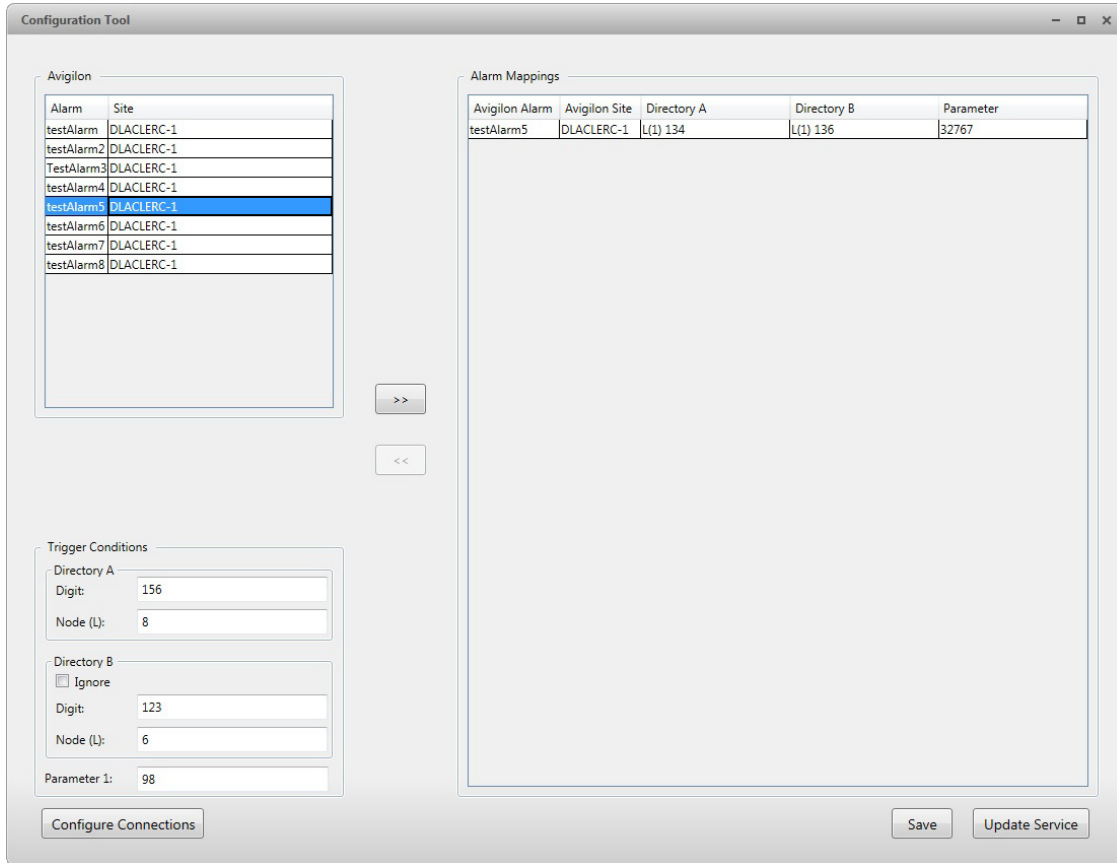 Configuration Tool
Avigilon
Alarm Site
testAlarm DLACLERC-1
testAlarm2 DLACLERC-1
TestAlarm3 DLACLERC-1
testAlarm4 DLACLERC-1
testAlarm5 DLACLERC-1
testAlarm6 DLACLERC-1
testAlarm7 DLACLERC-1
testAlarm8 DLACLERC-1
>>
<<
Trigger Conditions
Directory A
Digit: 156
Node (L): 8
Directory B
Ignore
Digit: 123
Node (L): 6
Parameter 1: 98
Configure Connections
Alarm Mappings
Avigilon Alarm Avigilon Site Directory A Directory B Parameter
testAlarm5 DLACLERC-1 L(1) 134 L(1) 136 32767
Save Update Service